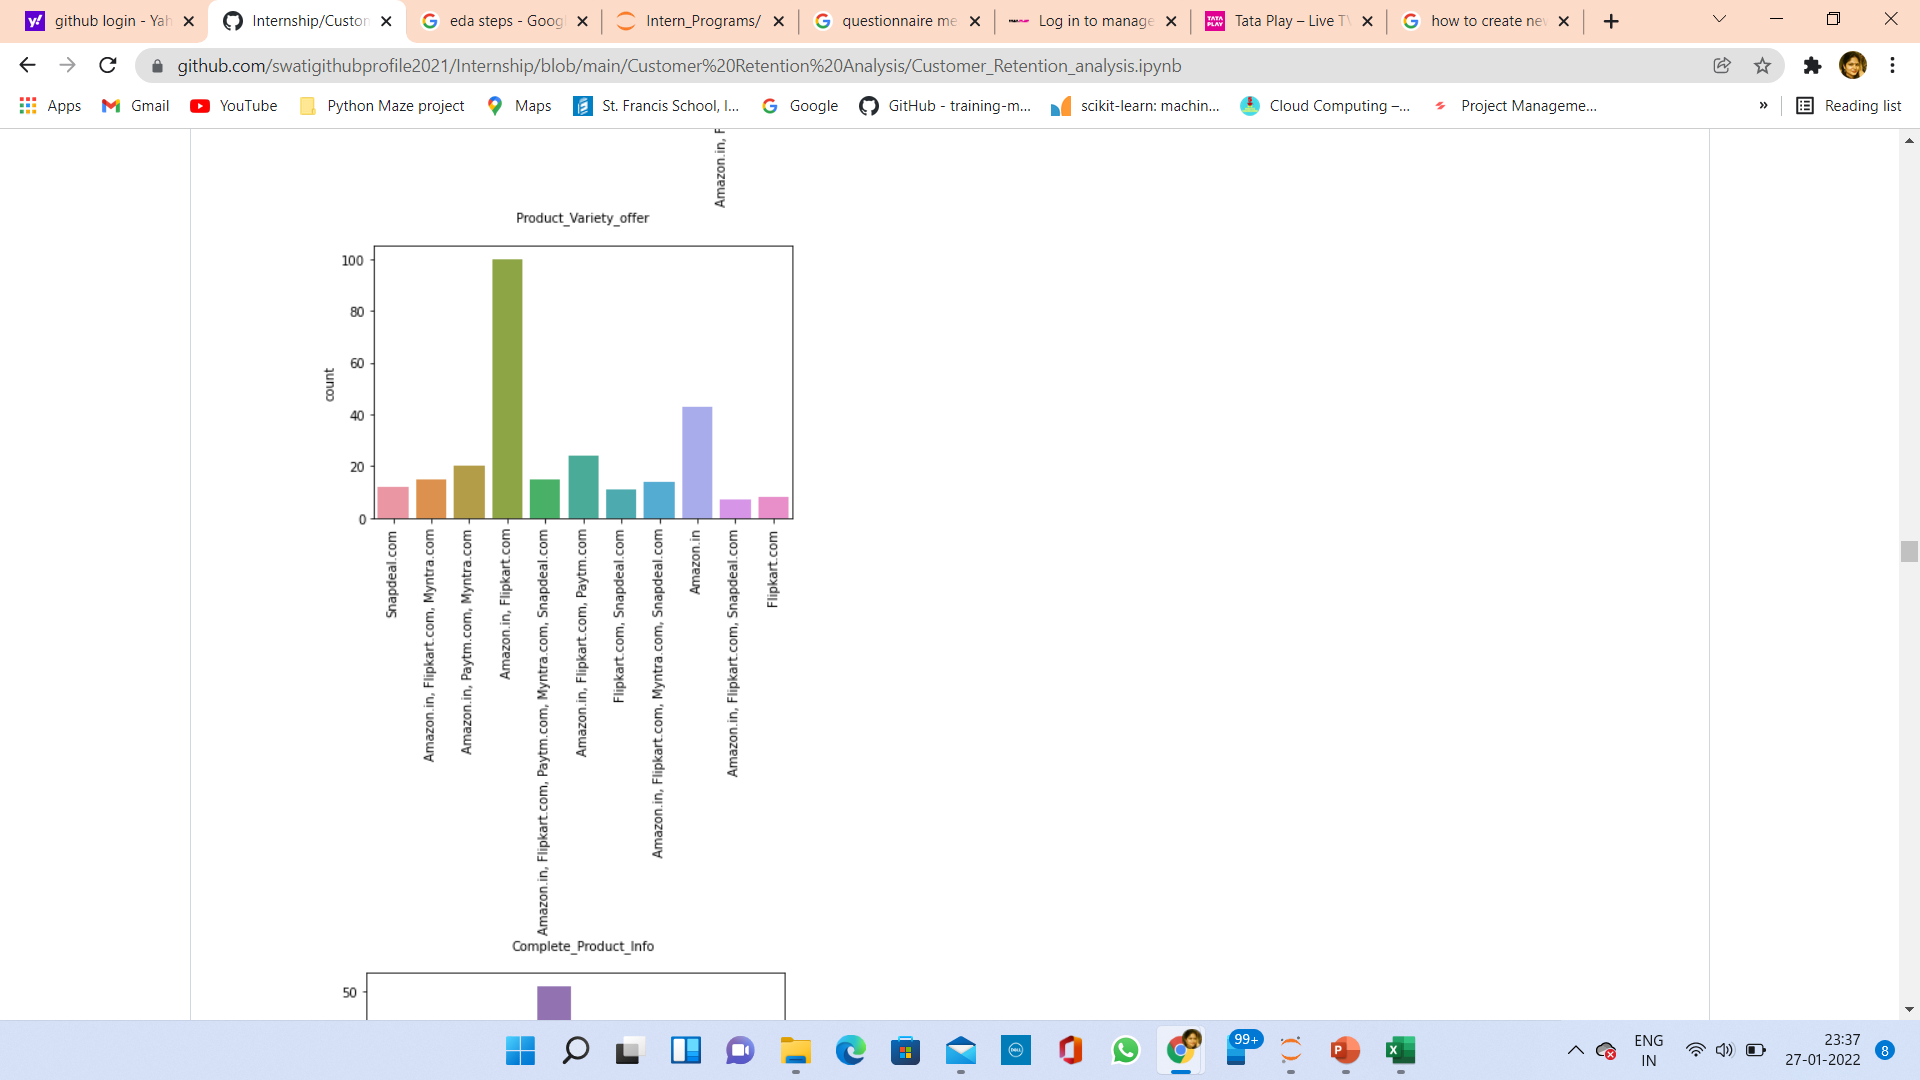 github login - Yah
Internship/Custon
eda steps - Goog
Intern_Programs/
questionnaire me
Log in to manage
Tata Play – Live TV
how to create nev
github.com/swatigithubprofile2021/Internship/blob/main/Customer%20Retention%20Analysis/Customer_Retention_analysis.ipynb
Apps
Gmail
YouTube
Python Maze project
Maps
St. Francis School, I...
Google
GitHub - training-m...
scikit-learn: machin...
Cloud Computing –...
Project Manageme...
»
Reading list
Amazon.in, F
Product_Variety_offer
100
80
60
40
20
0
count
Snapdeal.com
Amazon.in, Flipkart.com, Myntra.com
Amazon.in, Paytm.com, Myntra.com
Amazon.in, Flipkart.com
Amazon.in, Flipkart.com, Paytm.com, Myntra.com, Snapdeal.com
Amazon.in, Flipkart.com, Paytm.com
Flipkart.com, Snapdeal.com
Amazon.in, Flipkart.com, Myntra.com, Snapdeal.com
Amazon.in
Amazon.in, Flipkart.com, Snapdeal.com
Flipkart.com
Complete_Product_Info
50
99+
ENG
IN
23:37
27-01-2022
8